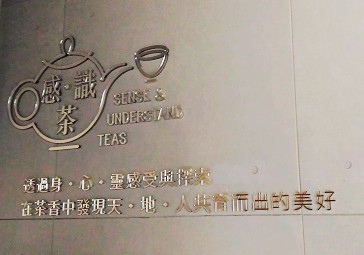 感·識
茶
SENSE &
UNDERSTAND
TEAS
透過身·心·靈感受與探索
在茶香中發現天·地·人共育而出的美好